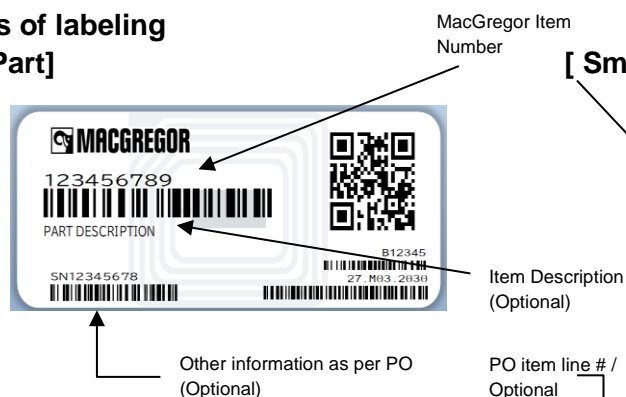 s of labeling
Part]
MacGregor Item
Number
[ Sm
MACGREGOR
123456789
PART DESCRIPTION
B12345
SN12345678
27.M03.2030
Item Description
(Optional)
Other information as per PO
(Optional)
PO item line # /
Optional